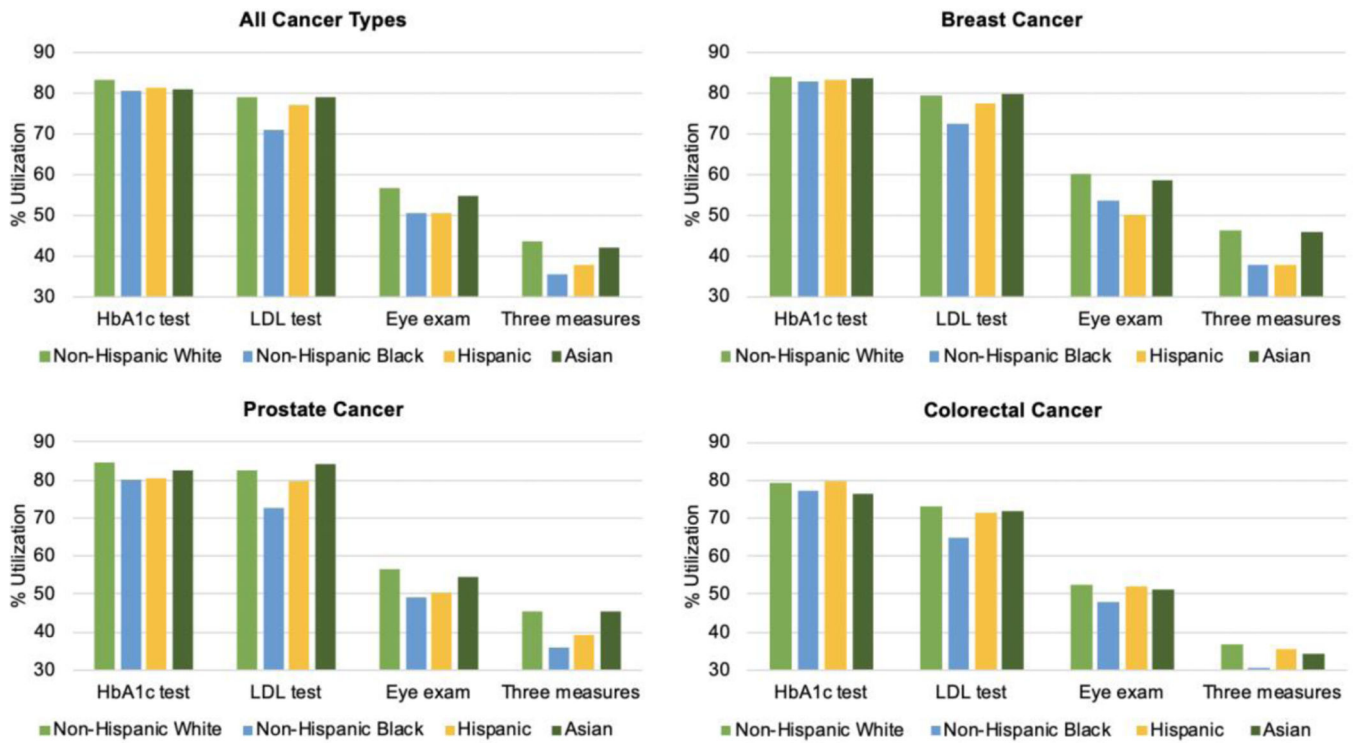 All Cancer Types
90
80
70
60
50
40
30
% Utilization
HbA1c test LDL test Eye exam Three measures
Non-Hispanic White Non-Hispanic Black Hispanic Asian
Breast Cancer
90
80
70
60
50
40
30
% Utilization
HbA1c test LDL test Eye exam Three measures
Non-Hispanic White Non-Hispanic Black Hispanic Asian
Prostate Cancer
90
80
70
60
50
40
30
% Utilization
HbA1c test LDL test Eye exam Three measures
Non-Hispanic White Non-Hispanic Black Hispanic Asian
Colorectal Cancer
90
80
70
60
50
40
30
% Utilization
HbA1c test LDL test Eye exam Three measures
Non-Hispanic White Non-Hispanic Black Hispanic Asian